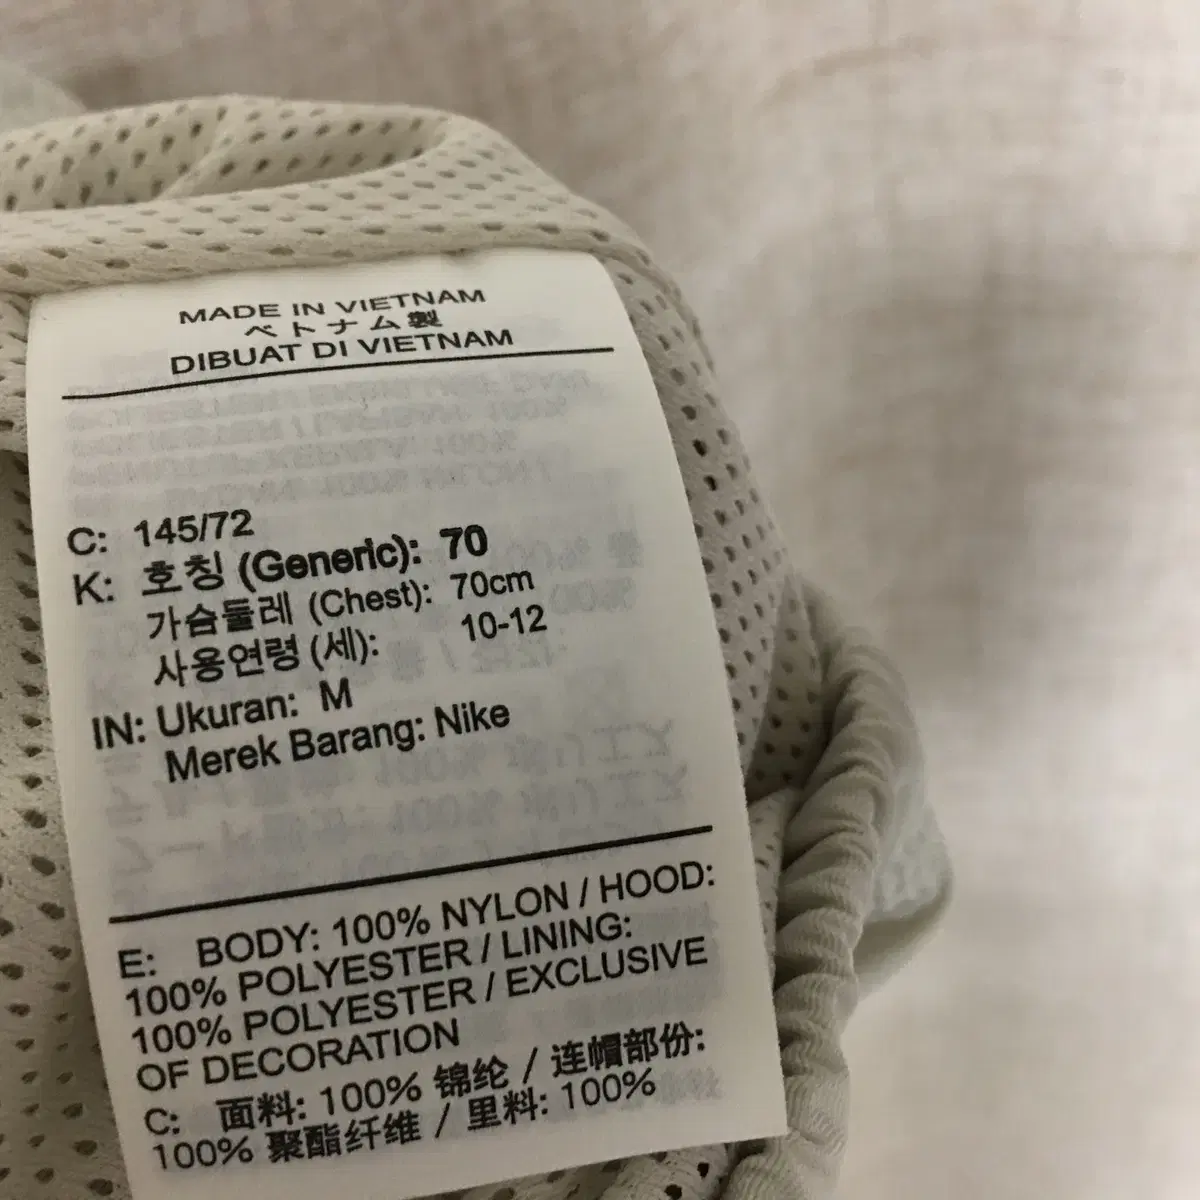 MADE IN VIETNAM
ベトナム製
DIBUAT DI VIETNAM
C: 145/72
K: 호칭 (Generic): 70
가슴둘레 (Chest): 70cm
사용연령 (세): 10-12
IN: Ukuran: M
Merek Barang: Nike
E: BODY: 100% NYLON / HOOD:
100% POLYESTER / LINING:
100% POLYESTER / EXCLUSIVE
OF DECORATION
C: 面料: 100% 锦纶 / 连帽部份:
100% 聚酯纤维 / 里料: 100%